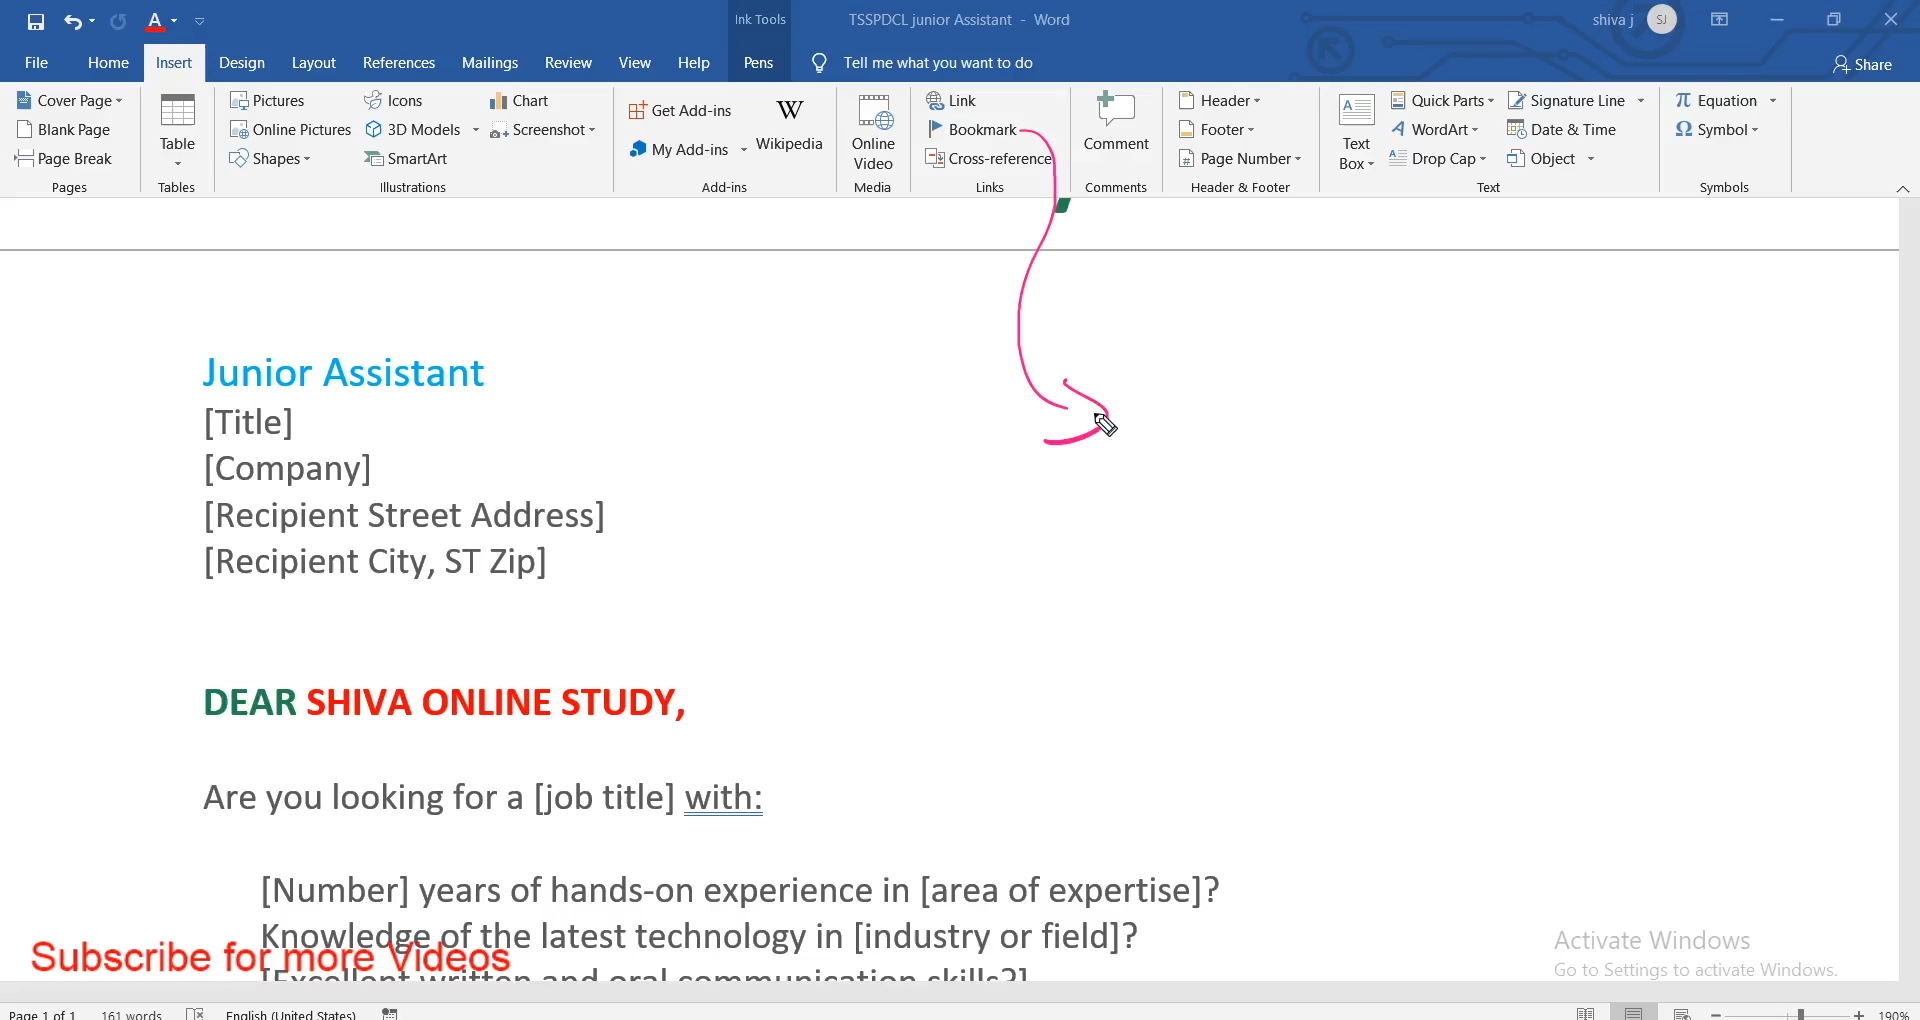 Ink Tools
TSSPDCL junior Assistant - Word
shiva j
SJ
File Home Insert Design Layout References Mailings Review View Help Pens Tell me what you want to do
Share
Cover Page
Blank Page
Page Break
Pages
Table
Tables
Pictures
Online Pictures
Shapes
Icons
3D Models
SmartArt
Chart
Screenshot
Illustrations
Get Add-ins
My Add-ins
W
Wikipedia
Add-ins
Online
Video
Media
Link
Bookmark
Cross-reference
Links
Comment
Comments
Header
Footer
Page Number
Header & Footer
Text
Box
Quick Parts
WordArt
Drop Cap
Signature Line
Date & Time
Object
Text
Equation
Symbol
Symbols
Junior Assistant
[Title]
[Company]
[Recipient Street Address]
[Recipient City, ST Zip]
DEAR SHIVA ONLINE STUDY,
Are you looking for a [job title] with:
[Number] years of hands-on experience in [area of expertise]?
Knowledge of the latest technology in [industry or field]?
[Excellent written and oral communication skills?]
Subscribe for more Videos
Activate Windows
Go to Settings to activate Windows.
Page 1 of 1 161 words English (United States) 190%